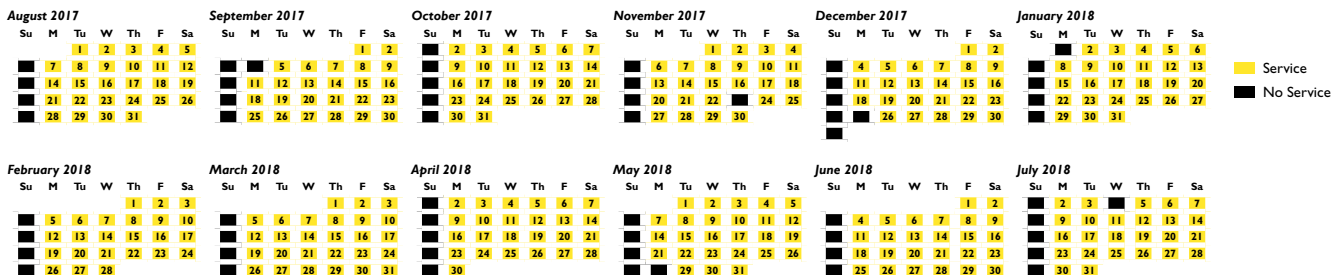 August 2017
Su M Tu W Th F Sa
1 2 3 4 5
7 8 9 10 11 12
14 15 16 17 18 19
21 22 23 24 25 26
28 29 30 31
September 2017
Su M Tu W Th F Sa
1 2
5 6 7 8 9
11 12 13 14 15 16
18 19 20 21 22 23
25 26 27 28 29 30
October 2017
Su M Tu W Th F Sa
2 3 4 5 6 7
9 10 11 12 13 14
16 17 18 19 20 21
23 24 25 26 27 28
30 31
November 2017
Su M Tu W Th F Sa
1 2 3 4
6 7 8 9 10 11
13 14 15 16 17 18
20 21 22 24 25
27 28 29 30
December 2017
Su M Tu W Th F Sa
1 2
4 5 6 7 8 9
11 12 13 14 15 16
18 19 20 21 22 23
26 27 28 29 30
January 2018
Su M Tu W Th F Sa
2 3 4 5 6
8 9 10 11 12 13
15 16 17 18 19 20
22 23 24 25 26 27
29 30 31
Service
No Service
February 2018
Su M Tu W Th F Sa
1 2 3
5 6 7 8 9 10
12 13 14 15 16 17
19 20 21 22 23 24
26 27 28
March 2018
Su M Tu W Th F Sa
1 2 3
5 6 7 8 9 10
12 13 14 15 16 17
19 20 21 22 23 24
26 27 28 29 30 31
April 2018
Su M Tu W Th F Sa
2 3 4 5 6 7
9 10 11 12 13 14
16 17 18 19 20 21
23 24 25 26 27 28
30
May 2018
Su M Tu W Th F Sa
1 2 3 4 5
7 8 9 10 11 12
14 15 16 17 18 19
21 22 23 24 25 26
29 30 31
June 2018
Su M Tu W Th F Sa
1 2
4 5 6 7 8 9
11 12 13 14 15 16
18 19 20 21 22 23
25 26 27 28 29 30
July 2018
Su M Tu W Th F Sa
2 3 5 6 7
9 10 11 12 13 14
16 17 18 19 20 21
23 24 25 26 27 28
30 31